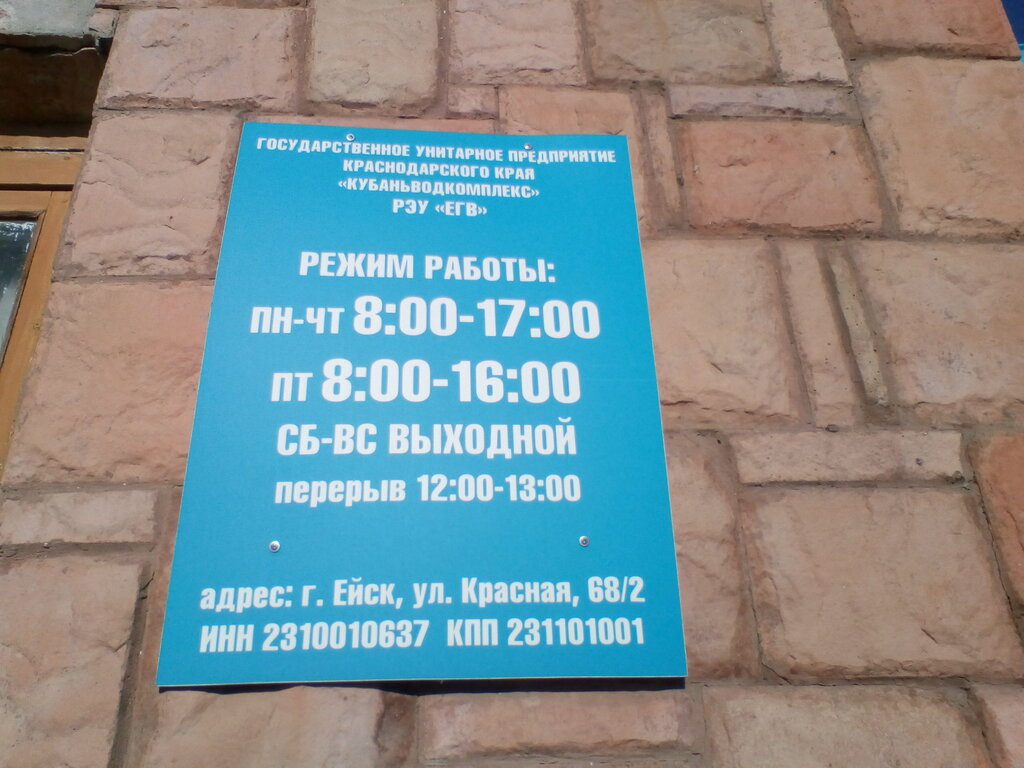 ГОСУДАРСТВЕННОЕ УНИТАРНОЕ ПРЕДПРИЯТИЕ
КРАСНОДАРСКОГО КРАЯ
«КУБАНЬВОДКОМПЛЕКС»
РЭУ «ЕГВ»
РЕЖИМ РАБОТЫ:
ПН-ЧТ 8:00-17:00
ПТ 8:00-16:00
СБ-ВС ВЫХОДНОЙ
перерыв 12:00-13:00
адрес: г. Ейск, ул. Красная, 68/2
ИНН 2310010637 КПП 231101001